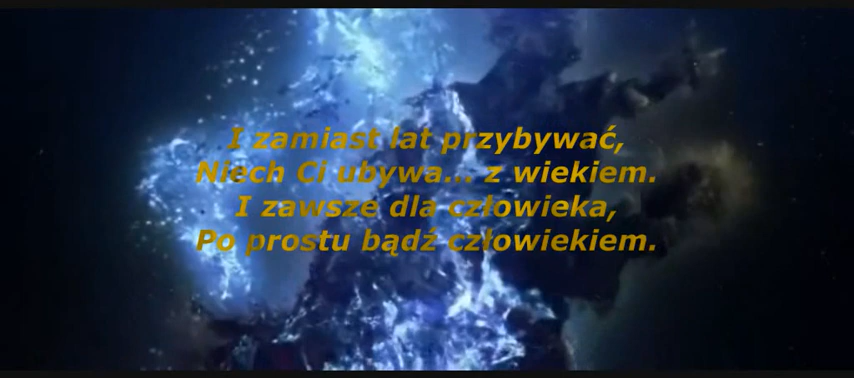 I zamiast lat przybywać,
Niech Ci ubywa... z wiekiem.
I zawsze dla człowieka,
Po prostu bądź człowiekiem.